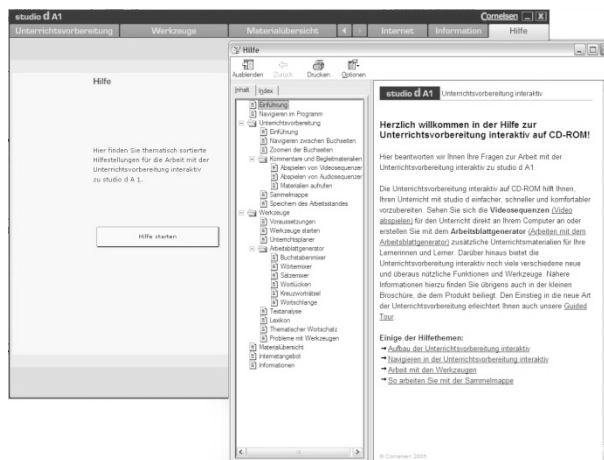 studio d A1
Cornelsen
Unterrichtsvorbereitung Werkzeuge Materialübersicht Internet Information Hilfe
Hilfe
Hier finden Sie thematisch sortierte
Hilfestellungen für die Arbeit mit der
Unterrichtsvorbereitung interaktiv
zu studio d A 1.
Hilfe starten
Hilfe
Ausblenden Zurück Drucken Optionen
Inhalt Index
Einführung
Navigieren im Programm
Unterrichtsvorbereitung
Einführung
Navigieren zwischen Buchseiten
Zoomen der Buchseiten
Kommentare und Begleitmaterialien
Abspielen von Videosequenzen
Abspielen von Audiosequenzen
Materialien aufrufen
Sammelmappe
Speichern des Arbeitsstandes
Werkzeuge
Voraussetzungen
Werkzeuge starten
Unterrichtsplaner
Arbeitsblattgenerator
Buchstabenmixer
Wörtermixer
Sätzemixer
Wortlücken
Kreuzworträtsel
Wortschlange
Textanalyse
Lexikon
Thematischer Wortschatz
Probleme mit Werkzeugen
Materialübersicht
Internetangebot
Informationen
studio d A1 Unterrichtsvorbereitung interaktiv
Herzlich willkommen in der Hilfe zur
Unterrichtsvorbereitung interaktiv auf CD-ROM!
Hier beantworten wir Ihnen Ihre Fragen zur Arbeit mit der
Unterrichtsvorbereitung interaktiv zu studio d A1.
Die Unterrichtsvorbereitung interaktiv auf CD-ROM hilft Ihnen,
Ihren Unterricht mit studio d einfacher, schneller und komfortabler
vorzubereiten. Sehen Sie sich die Videosequenzen (Video
abspielen) für den Unterricht direkt an Ihrem Computer an oder
erstellen Sie mit dem Arbeitsblattgenerator (Arbeiten mit dem
Arbeitsblattgenerator) zusätzliche Unterrichtsmaterialien für Ihre
Lernerinnen und Lerner. Darüber hinaus bietet die
Unterrichtsvorbereitung interaktiv noch viele verschiedene neue
und überaus nützliche Funktionen und Werkzeuge. Nähere
Informationen hierzu finden Sie übrigens auch in der kleinen
Broschüre, die dem Produkt beiliegt. Den Einstieg in die neue Art
der Unterrichtsvorbereitung erleichtert Ihnen auch unsere Guided
Tour.
Einige der Hilfethemen:
→ Aufbau der Unterrichtsvorbereitung interaktiv
→ Navigieren in der Unterrichtsvorbereitung interaktiv
→ Arbeit mit den Werkzeugen
→ So arbeiten Sie mit der Sammelmappe
© Cornelsen 2005